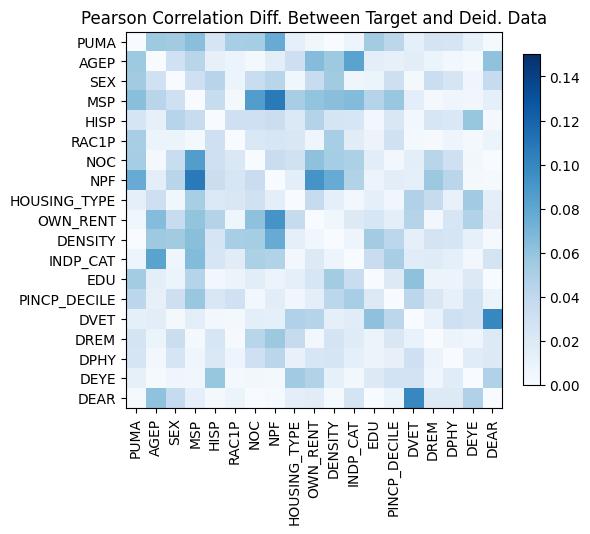 Pearson Correlation Diff. Between Target and Deid. Data
PUMA
AGEP
SEX
MSP
HISP
RAC1P
NOC
NPF
HOUSING_TYPE
OWN_RENT
DENSITY
INDP_CAT
EDU
PINCP_DECILE
DVET
DREM
DPHY
DEYE
DEAR
PUMA
AGEP
SEX
MSP
HISP
RAC1P
NOC
NPF
HOUSING_TYPE
OWN_RENT
DENSITY
INDP_CAT
EDU
PINCP_DECILE
DVET
DREM
DPHY
DEYE
DEAR
0.14
0.12
0.10
0.08
0.06
0.04
0.02
0.00